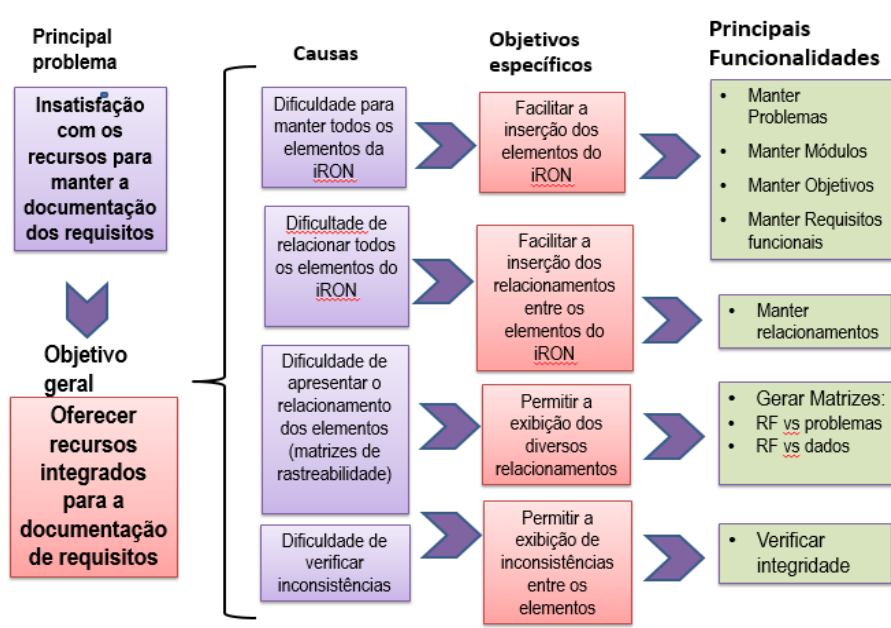 Principal
problema
Insatisfação
com os
recursos para
manter a
documentação
dos requisitos
Objetivo
geral
Oferecer
recursos
integrados
para a
documentação
de requisitos
Causas
Dificuldade para
manter todos os
elementos da
iRON
Dificultade de
relacionar todos
os elementos do
iRON
Dificuldade de
apresentar o
relacionamento
dos elementos
(matrizes de
rastreabilidade)
Dificuldade de
verificar
inconsistências
Objetivos
específicos
Facilitar a
inserção dos
elementos do
iRON
Facilitar a
inserção dos
relacionamentos
entre os
elementos do
iRON
Permitir a
exibição dos
diversos
relacionamentos
Permitir a
exibição de
inconsistências
entre os
elementos
Principais
Funcionalidades
• Manter
Problemas
• Manter Módulos
• Manter Objetivos
• Manter Requisitos
funcionais
• Manter
relacionamentos
• Gerar Matrizes:
• RF vs problemas
• RF vs dados
• Verificar
integridade